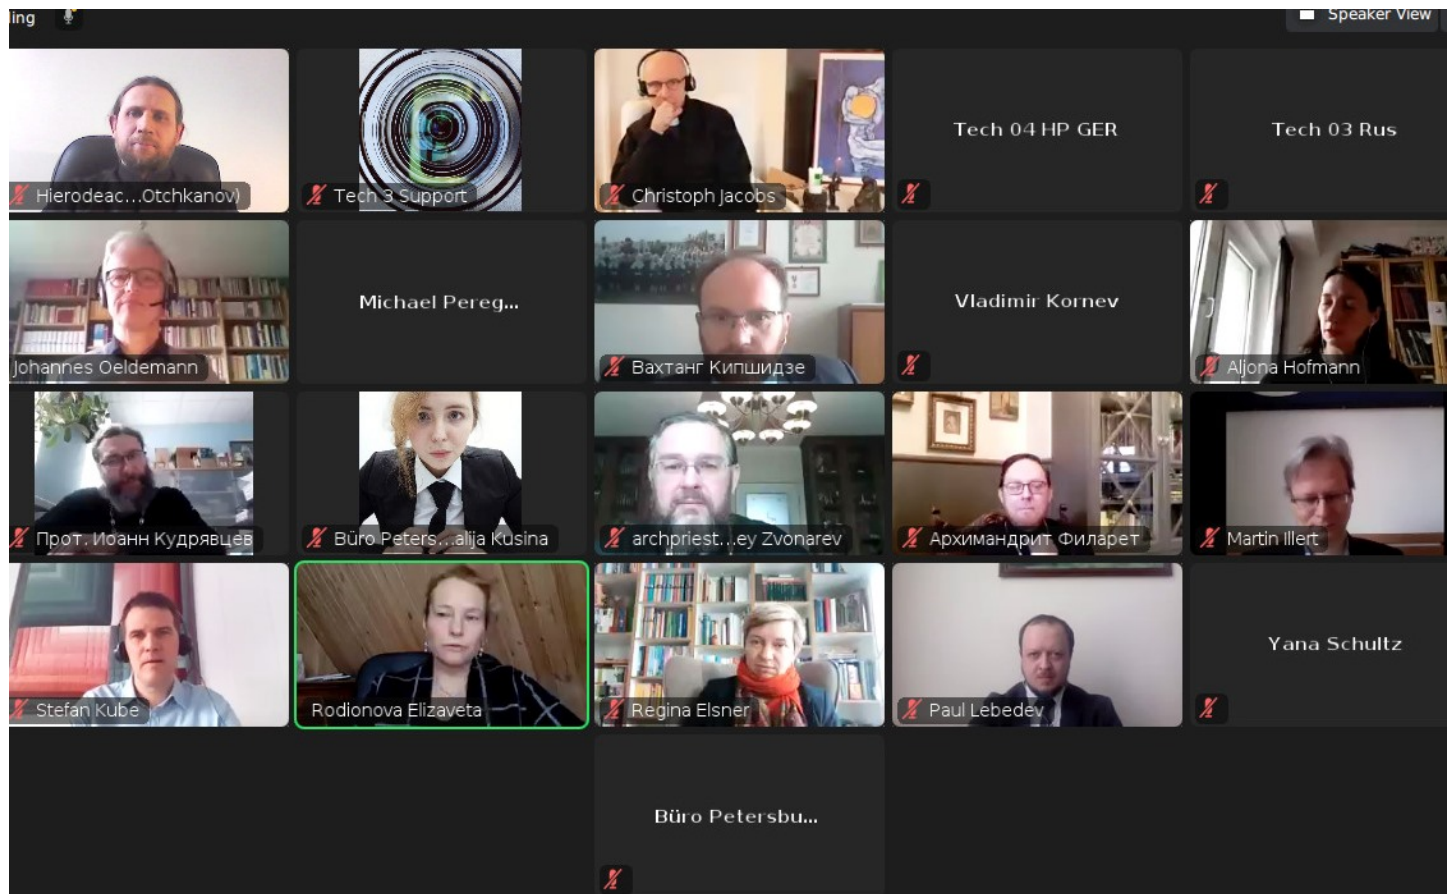 ling
Speaker View
Hierodeac...Otchkanov)
Tech 3 Support
Christoph Jacobs
Tech 04 HP GER
Tech 03 Rus
Johannes Oeldemann
Michael Pereg...
Вахтанг Кипшидзе
Vladimir Kornev
Aljona Hofmann
Прот. Иоанн Кудрявцев
Büro Peters...alija Kusina
archpriest...ey Zvonarev
Архимандрит Филарет
Martin Illert
Stefan Kube
Rodionova Elizaveta
Regina Elsner
Paul Lebedev
Yana Schultz
Büro Petersbu...